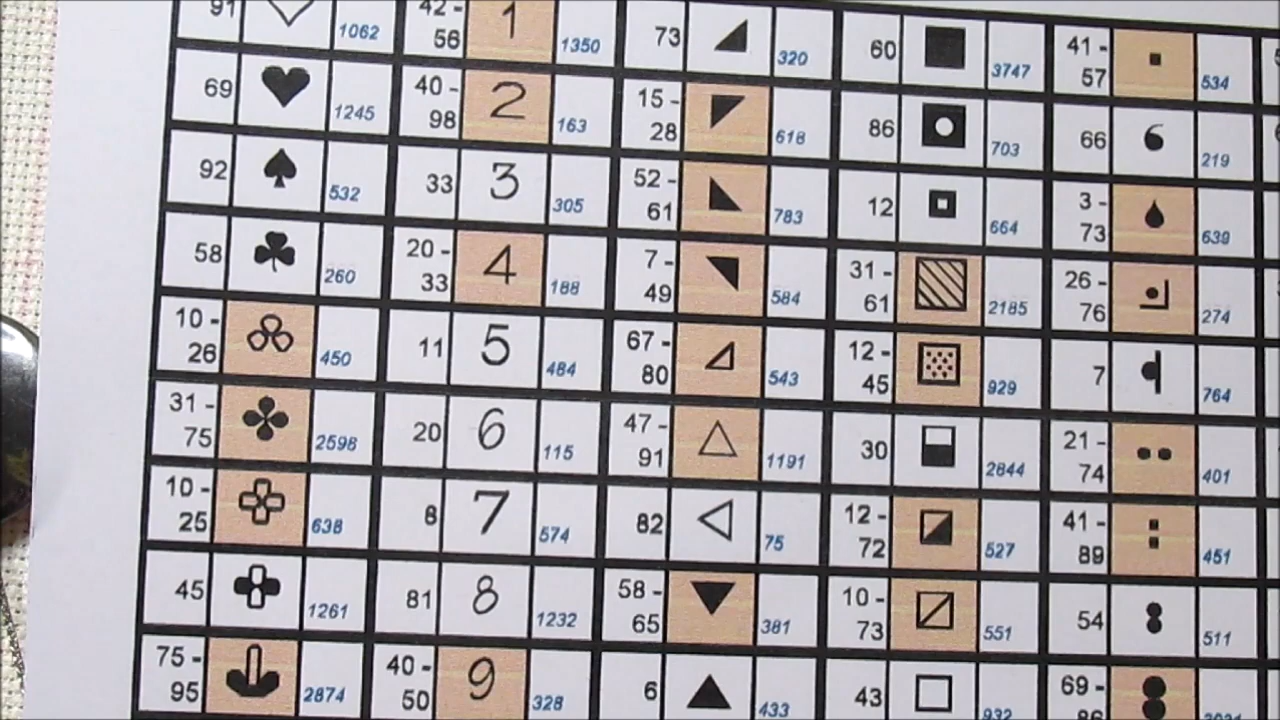 91 1062 42 - 56 1 1350 73 320 60 3747 41 - 57 534
69 1245 40 - 98 2 163 15 - 28 618 86 703 66 219
92 532 33 3 305 52 - 61 783 12 664 3 - 73 639
58 260 20 - 33 4 188 7 - 49 584 31 - 61 2185 26 - 76 274
10 - 26 450 11 5 484 67 - 80 543 12 - 45 929 7 764
31 - 75 2598 20 6 115 47 - 91 1191 30 2844 21 - 74 401
10 - 25 638 8 7 574 82 75 12 - 72 527 41 - 89 451
45 1261 81 8 1232 58 - 65 381 10 - 73 551 54 511
75 - 95 2874 40 - 50 9 328 6 433 43 932 69 -